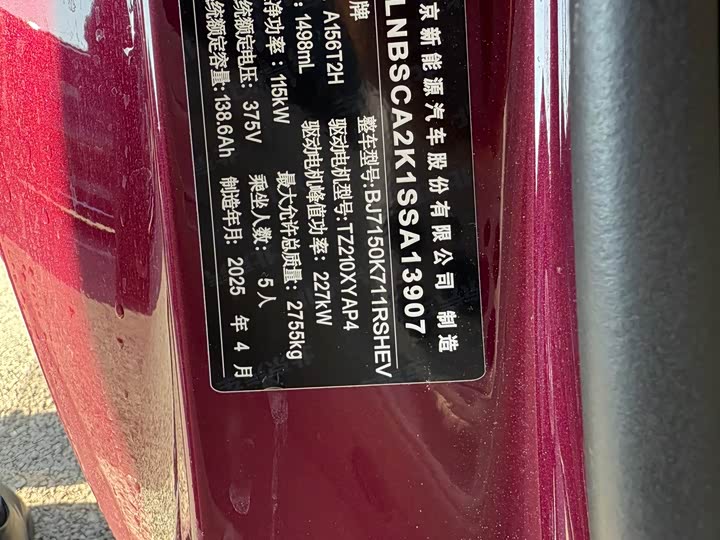 京新能源汽车股份有限公司 制造
LNBSCA2K1SSA13907
牌 整车型号:BJ7150K711RSHEV
A156T2H 驱动电机型号:TZ210XYAP4
:1498mL 驱动电机峰值功率:227kW
净功率:115kW 最大允许总质量:2755kg
统额定电压:375V 乘坐人数: 5人
统额定容量:138.6Ah 制造年月: 2025 年 4 月